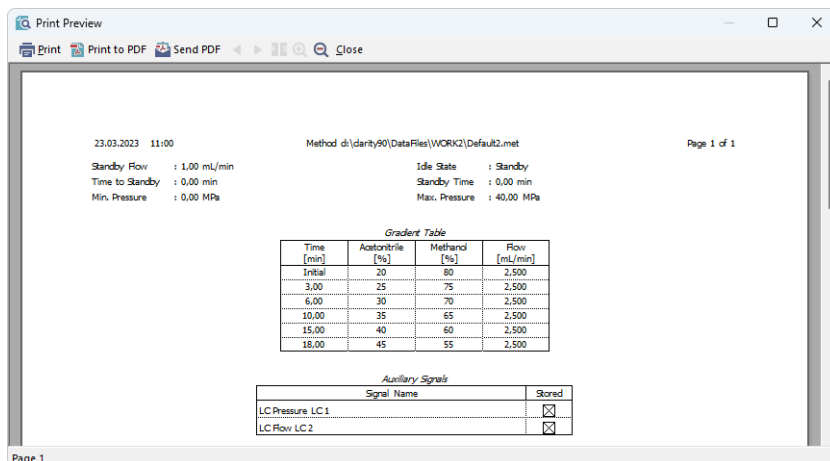 Print Preview
Print Print to PDF Send PDF Close
23.03.2023 11:00 Method d:\clarity90\DataFiles\WORK2\Default2.met Page 1 of 1
Standby Flow : 1,00 mL/min Idle State : Standby
Time to Standby : 0,00 min Standby Time : 0,00 min
Min. Pressure : 0,00 MPa Max. Pressure : 40,00 MPa
Gradient Table
Time Acetonitrile Methanol Flow
[min] [%] [%] [mL/min]
Initial 20 80 2,500
3,00 25 75 2,500
6,00 30 70 2,500
10,00 35 65 2,500
15,00 40 60 2,500
18,00 45 55 2,500
Auxiliary Signals
Signal Name Stored
LC Pressure LC 1
LC Flow LC 2
Page 1